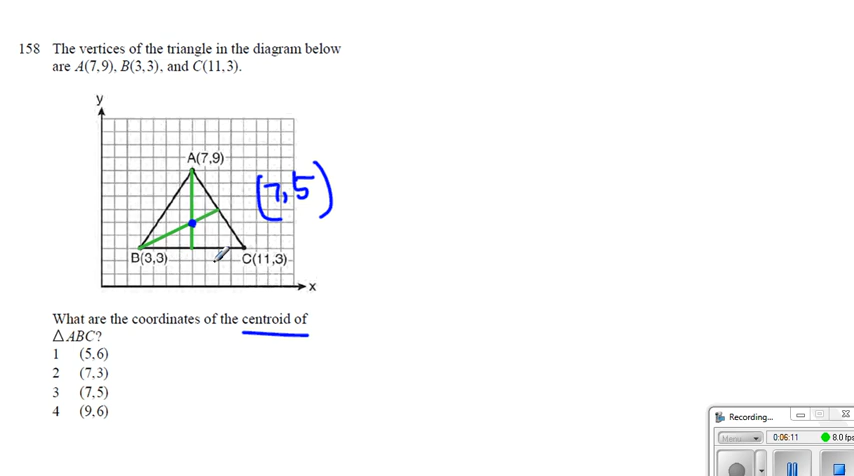 158 The vertices of the triangle in the diagram below
are A(7,9), B(3,3), and C(11,3).
y
A(7,9)
(7,5)
B(3,3)
C(11,3)
x
What are the coordinates of the centroid of
△ABC?
1 (5,6)
2 (7,3)
3 (7,5)
4 (9,6)
Recording...
Menu
0:06:11
8.0 fps